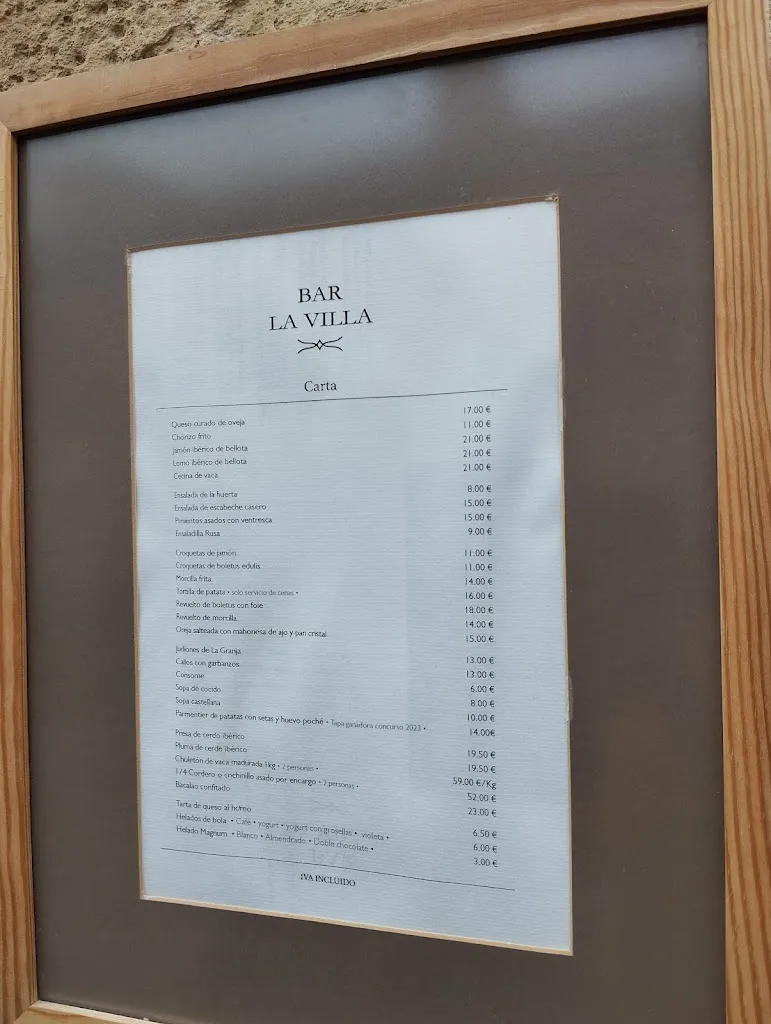 BAR
LA VILLA
Carta
Queso curado de oveja 17.00 €
Chorizo frito 11.00 €
Jamón ibérico de bellota 21.00 €
Lomo ibérico de bellota 21.00 €
Cecina de vaca 21.00 €
Ensalada de la huerta 8.00 €
Ensalada de escabeche casero 15.00 €
Pimientos asados con ventresca 15.00 €
Ensaladilla Rusa 9.00 €
Croquetas de jamón 11.00 €
Croquetas de boletus edulis 11.00 €
Morcilla frita 14.00 €
Tortilla de patata • solo servicio de cenas • 16.00 €
Revuelto de boletus con foie 18.00 €
Revuelto de morcilla 14.00 €
Oreja salteada con mahonesa de ajo y pan cristal 15.00 €
Judiones de La Granja 13.00 €
Callos con garbanzos 13.00 €
Consome 6.00 €
Sopa de cocido 8.00 €
Sopa castellana 10.00 €
Parmentier de patatas con setas y huevo poché • Tapa ganadora concurso 2023 • 14.00€
Presa de cerdo ibérico 19.50 €
Pluma de cerdo ibérico 19.50 €
Chuletón de vaca madurada 1kg • 2 personas • 59.00 €/Kg
1/4 Cordero o cochinillo asado por encargo • 2 personas • 52.00 €
Bacalao confitado 23.00 €
Tarta de queso al horno 6.50 €
Helados de bola • Café • yogurt • yogurt con grosellas • violeta • 6.00 €
Helado Magnum • Blanco • Almendrado • Doble chocolate • 3.00 €
IVA INCLUIDO